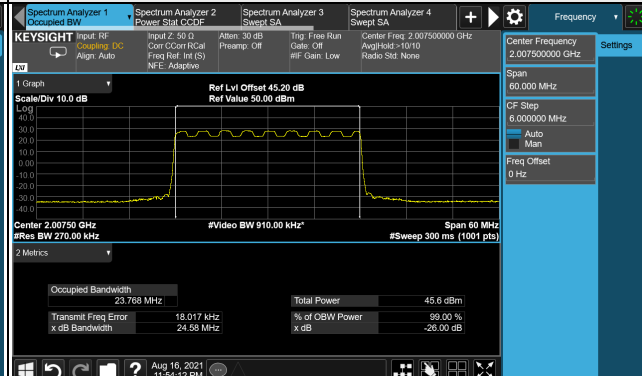 Spectrum Analyzer 1
Occupied BW
Spectrum Analyzer 2
Power Stat CCDF
Spectrum Analyzer 3
Swept SA
Spectrum Analyzer 4
Swept SA
Frequency
KEYSIGHT
LXI
Input: RF
Coupling: DC
Align: Auto
Input Z: 50 Ω
Corr CCorr RCal
Freq Ref: Int (S)
NFE: Adaptive
Atten: 30 dB
Preamp: Off
Trig: Free Run
Gate: Off
#IF Gain: Low
Center Freq: 2.007500000 GHz
Avg|Hold:>10/10
Radio Std: None
Center Frequency
2.007500000 GHz
Settings
Span
60.000 MHz
CF Step
6.000000 MHz
Auto
Man
Freq Offset
0 Hz
1 Graph
Scale/Div 10.0 dB
Ref Lvl Offset 45.20 dB
Ref Value 50.00 dBm
Log
40.0
30.0
20.0
10.0
0.00
-10.0
-20.0
-30.0
-40.0
Center 2.00750 GHz
#Res BW 270.00 kHz
#Video BW 910.00 kHz*
Span 60 MHz
#Sweep 300 ms (1001 pts)
2 Metrics
Occupied Bandwidth
23.768 MHz
Total Power 45.6 dBm
Transmit Freq Error 18.017 kHz
% of OBW Power 99.00 %
x dB Bandwidth 24.58 MHz
x dB -26.00 dB
?
Aug 16, 2021
11:54:12 PM